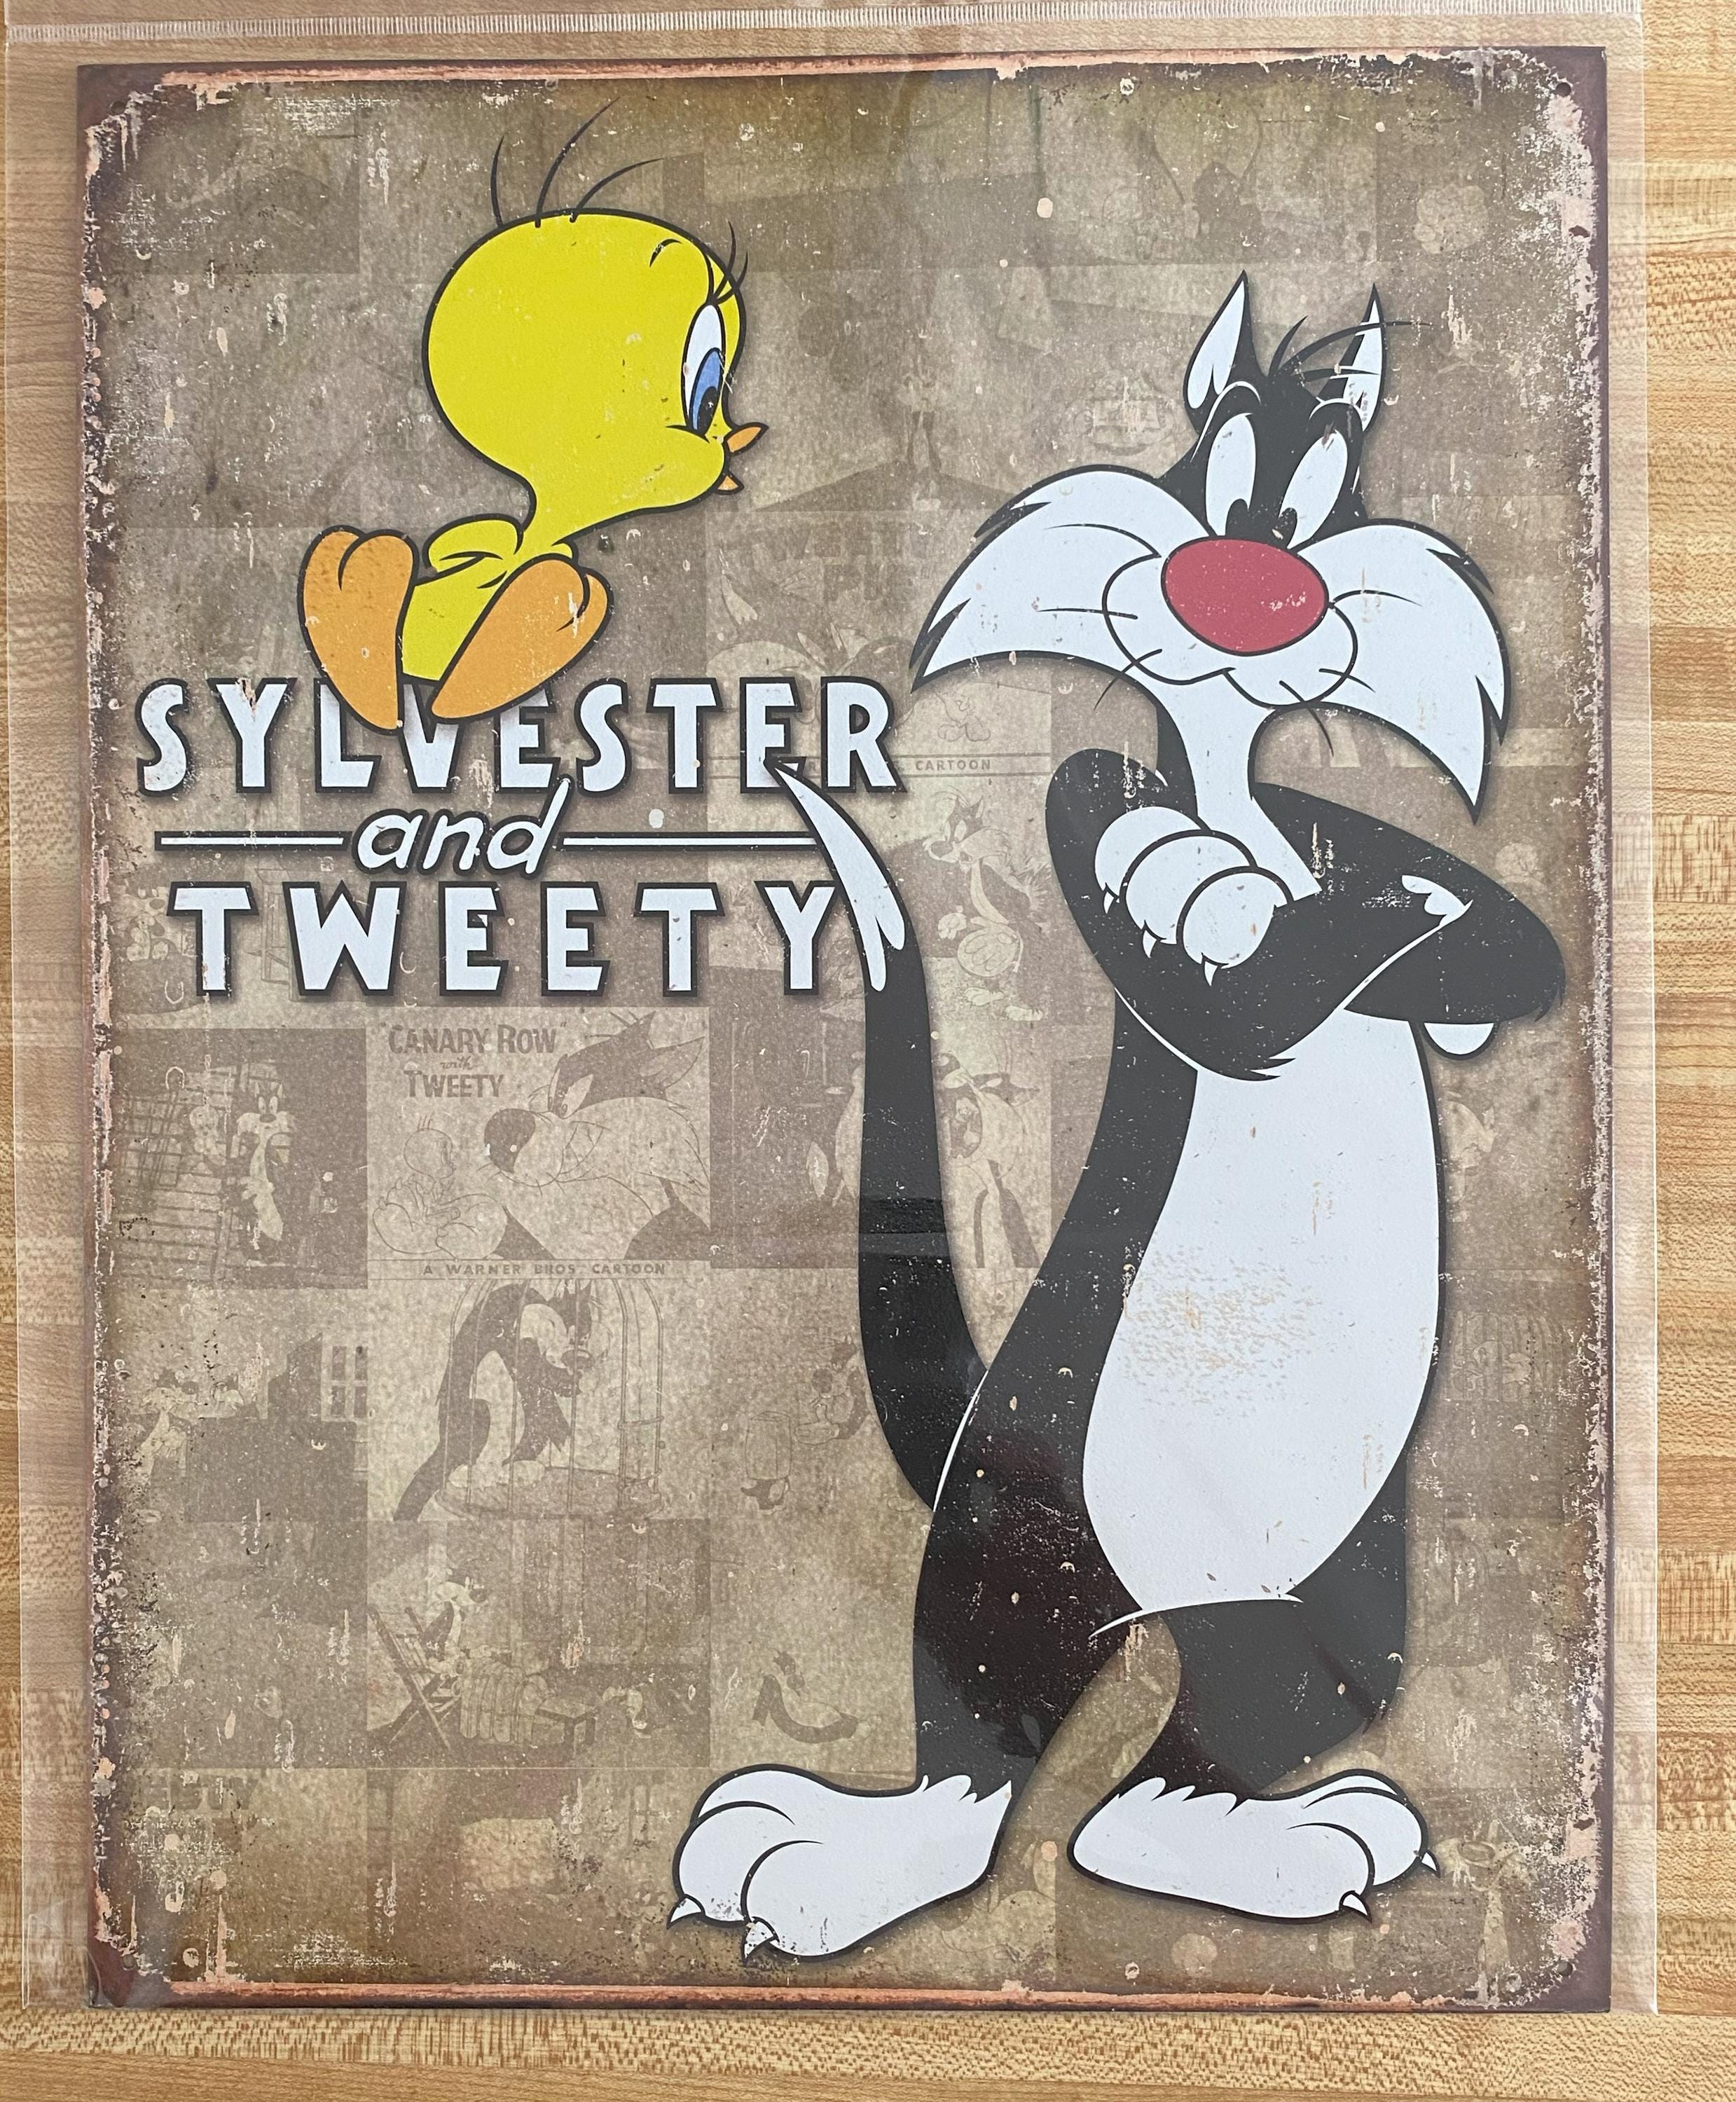 SYLVESTER
and
TWEETY
CARTOON
"CANARY ROW"
with
TWEETY
A WARNER BROS. CARTOON